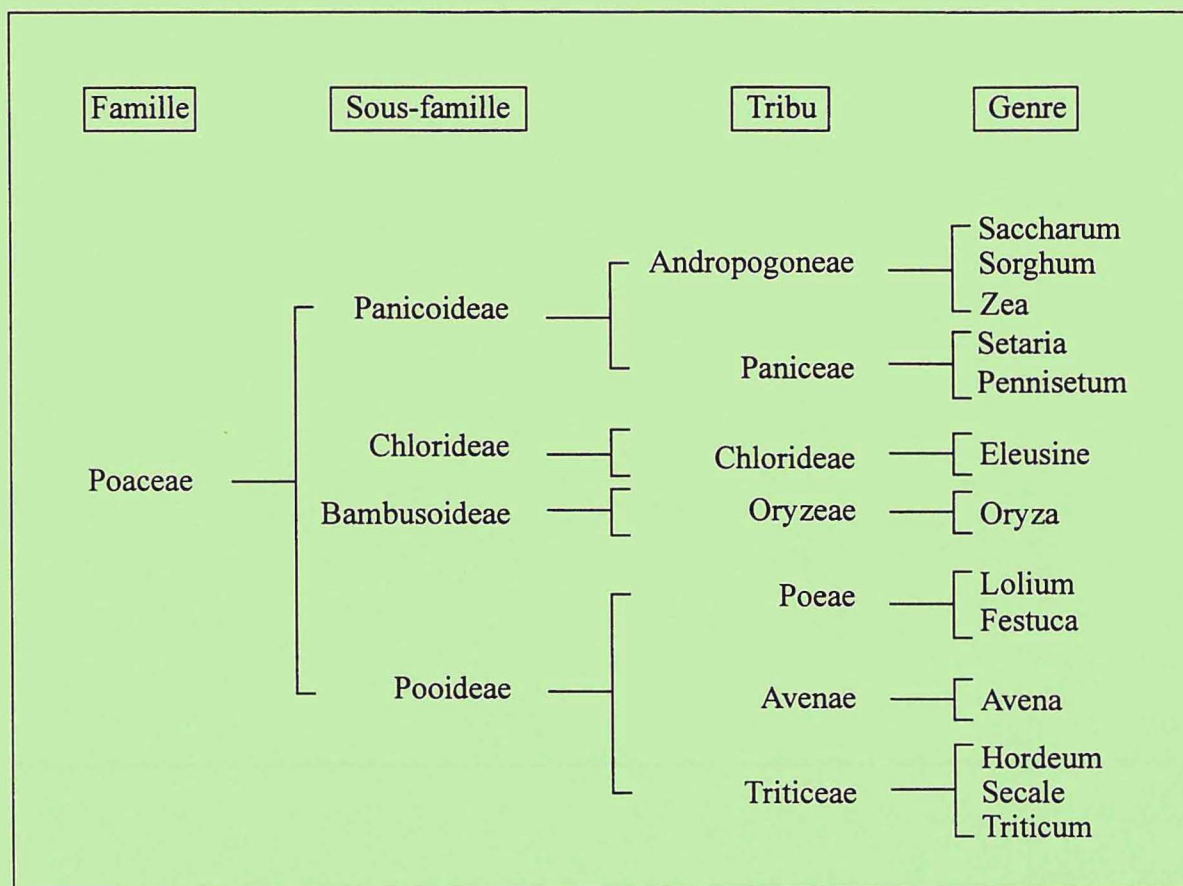 Famille Sous-famille Tribu Genre
Saccharum
Andropogoneae Sorghum
Panicoideae Zea
Setaria
Paniceae Pennisetum
Chlorideae Chlorideae Eleusine
Poaceae
Bambusoideae Oryzeae Oryza
Lolium
Poeae Festuca
Pooideae Avenae Avena
Hordeum
Triticeae Secale
Triticum